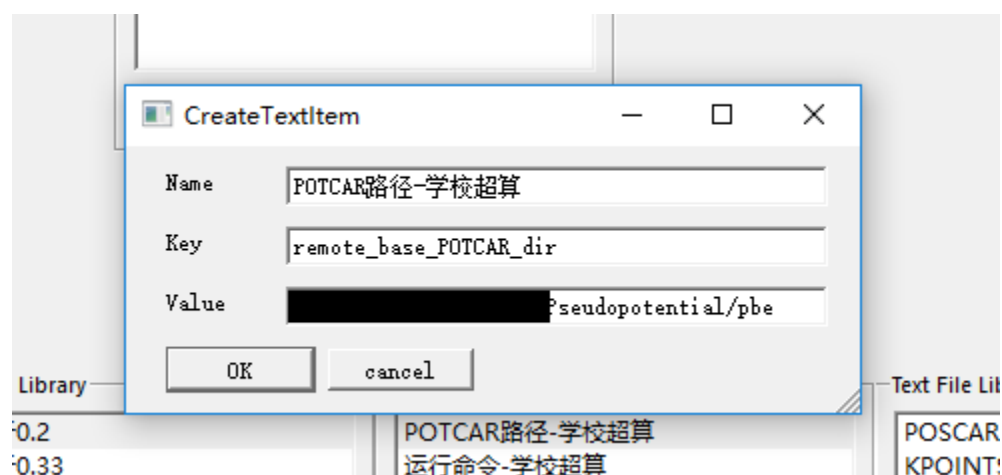 CreateTextItem
Name
POTCAR路径-学校超算
Key
remote_base_POTCAR_dir
Value
Pseudopotential/pbe
OK
cancel
Library
Text File
0.2
POTCAR路径-学校超算
POSCAR
0.33
运行命令-学校超算